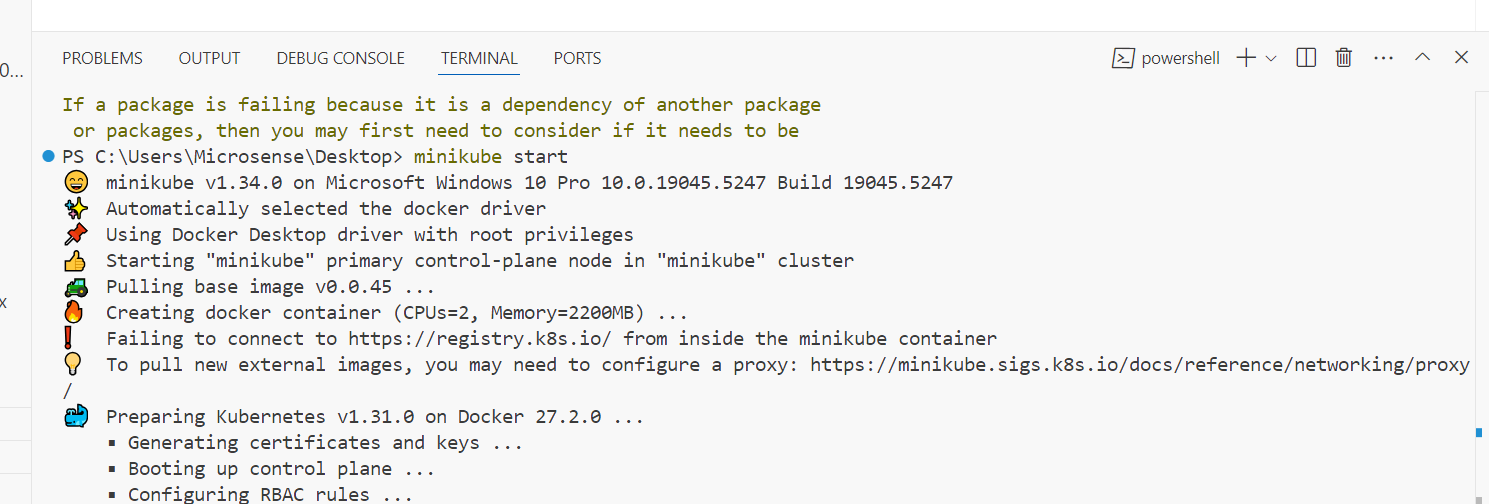 PROBLEMS OUTPUT DEBUG CONSOLE TERMINAL PORTS powershell
0...
If a package is failing because it is a dependency of another package
or packages, then you may first need to consider if it needs to be
PS C:\Users\Microsense\Desktop> minikube start
minikube v1.34.0 on Microsoft Windows 10 Pro 10.0.19045.5247 Build 19045.5247
Automatically selected the docker driver
Using Docker Desktop driver with root privileges
Starting "minikube" primary control-plane node in "minikube" cluster
Pulling base image v0.0.45 ...
x
Creating docker container (CPUs=2, Memory=2200MB) ...
Failing to connect to https://registry.k8s.io/ from inside the minikube container
To pull new external images, you may need to configure a proxy: https://minikube.sigs.k8s.io/docs/reference/networking/proxy
/
Preparing Kubernetes v1.31.0 on Docker 27.2.0 ...
▪ Generating certificates and keys ...
▪ Booting up control plane ...
▪ Configuring RBAC rules ...